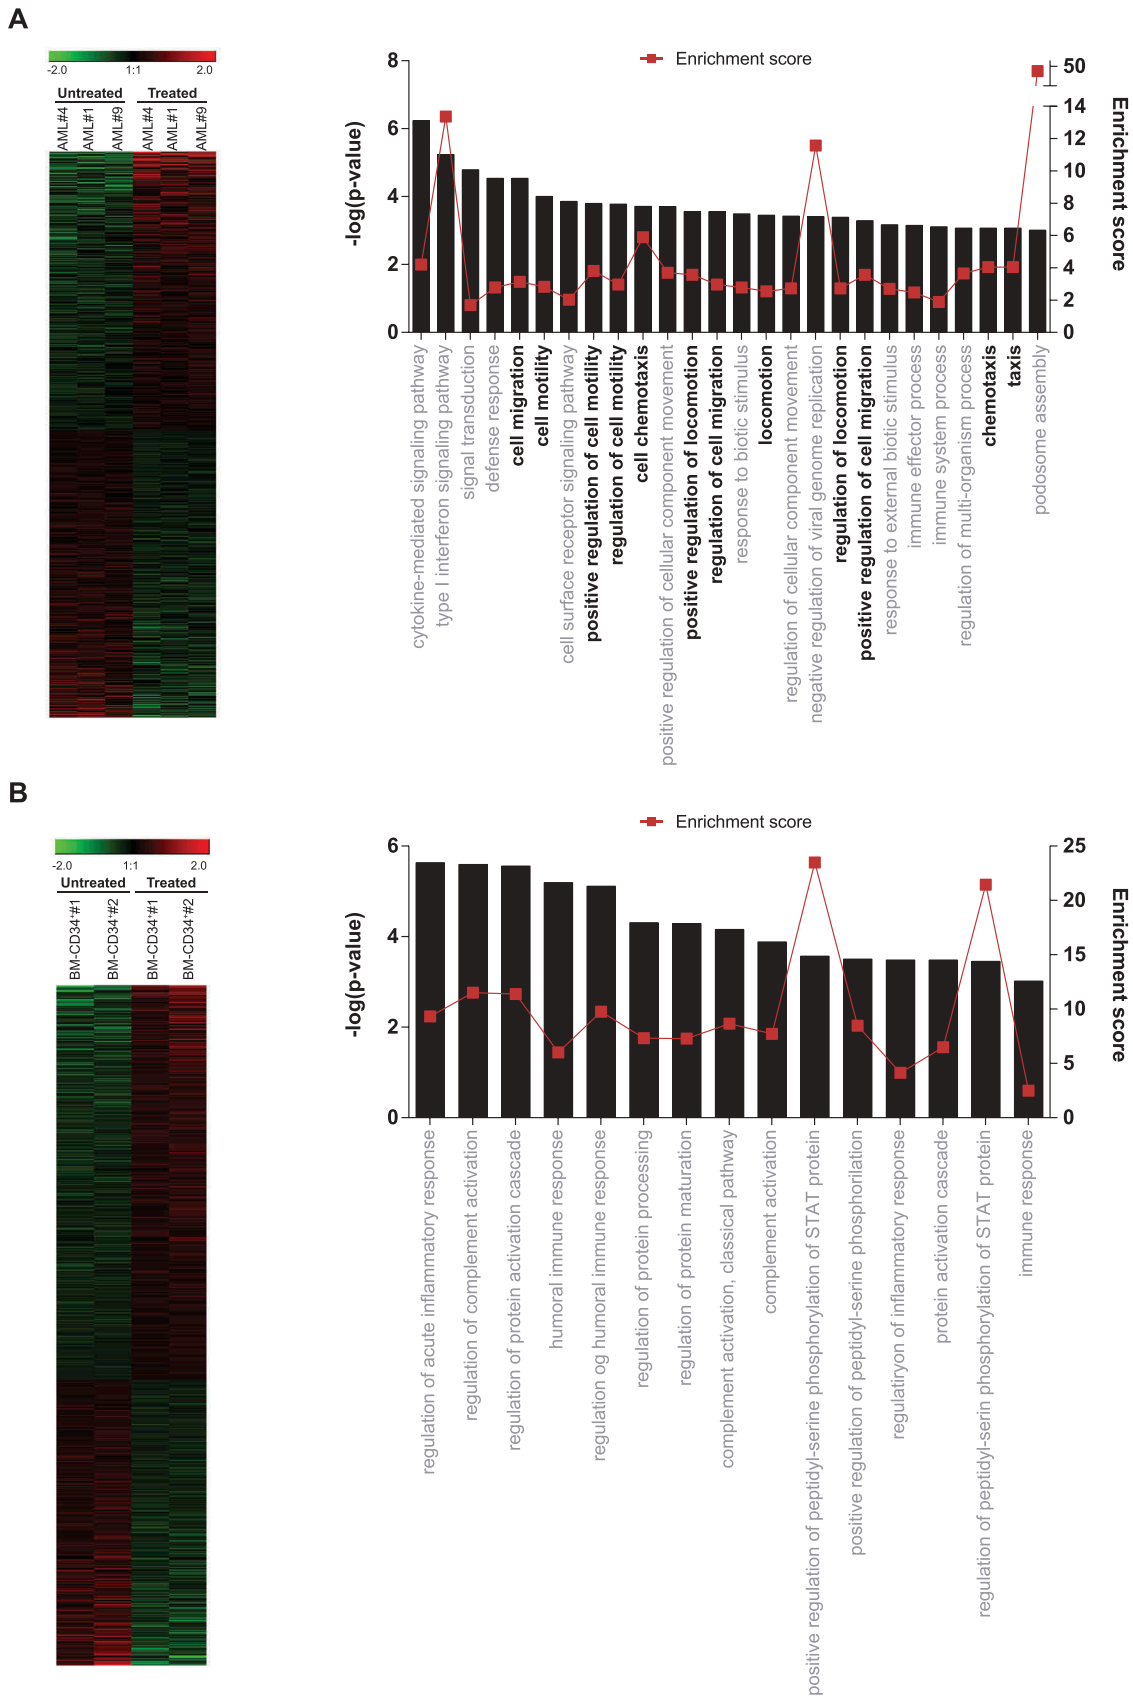 A
-2.0 1:1 2.0
Untreated Treated
AML#4
AML#1
AML#9
AML#4
AML#1
AML#9
Enrichment score
-log(p-value)
8
6
4
2
0
50
14
12
10
8
6
4
2
0
Enrichment score
cytokine-mediated signaling pathway
type I interferon signaling pathway
signal transduction
defense response
cell migration
cell motility
cell surface receptor signaling pathway
positive regulation of cell motility
regulation of cell motility
cell chemotaxis
positive regulation of cellular component movement
positive regulation of locomotion
regulation of cell migration
response to biotic stimulus
locomotion
regulation of cellular component movement
negative regulation of viral genome replication
regulation of locomotion
positive regulation of cell migration
response to external biotic stimulus
immune effector process
immune system process
regulation of multi-organism process
chemotaxis
taxis
podosome assembly
B
-2.0 1:1 2.0
Untreated Treated
BM-CD34⁺#1
BM-CD34⁺#2
BM-CD34⁺#1
BM-CD34⁺#2
Enrichment score
-log(p-value)
6
4
2
0
25
20
15
10
5
0
Enrichment score
regulation of acute inflammatory response
regulation of complement activation
regulation of protein activation cascade
humoral immune response
regulation og humoral immune response
regulation of protein processing
regulation of protein maturation
complement activation, classical pathway
complement activation
positive regulation of peptidyl-serine phosphorylation of STAT protein
positive regulation of peptidyl-serine phosphorilation
regulatiryon of inflammatory response
protein activation cascade
regulation of peptidyl-serin phosphorylation of STAT protein
immune response